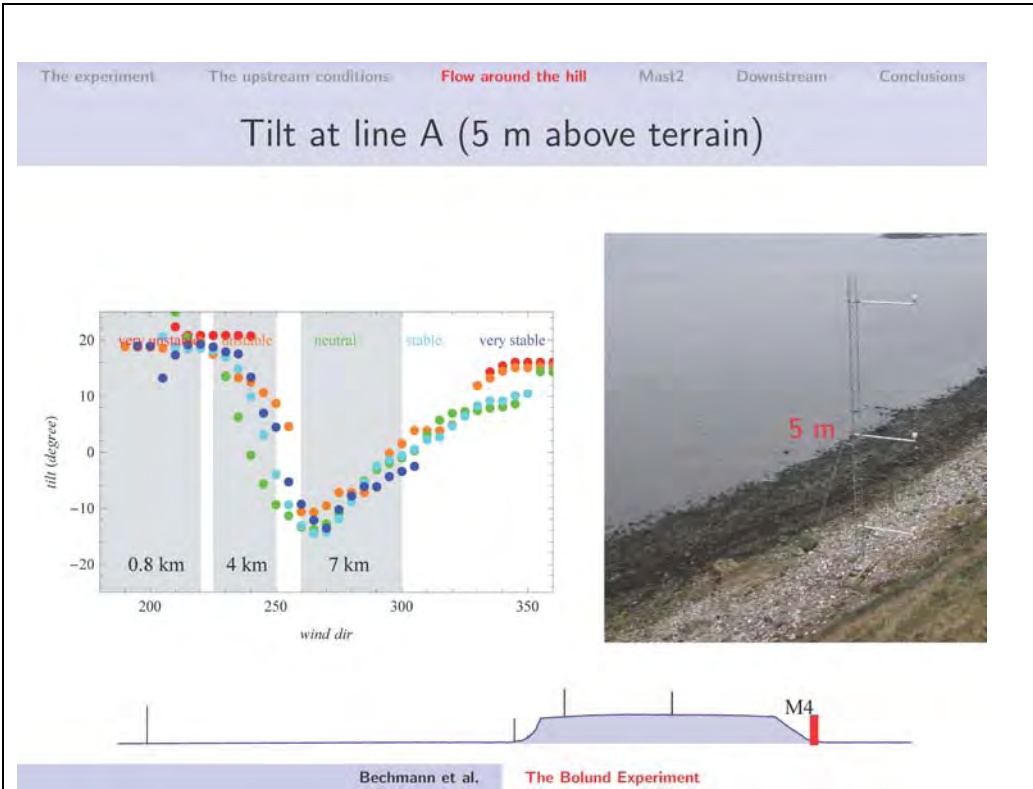 The experiment The upstream conditions Flow around the hill Mast2 Downstream Conclusions
Tilt at line A (5 m above terrain)
very unstable unstable neutral stable very stable
20
10
0
−10
−20
tilt (degree)
0.8 km 4 km 7 km
200 250 300 350
wind dir
5 m
M4
Bechmann et al. The Bolund Experiment